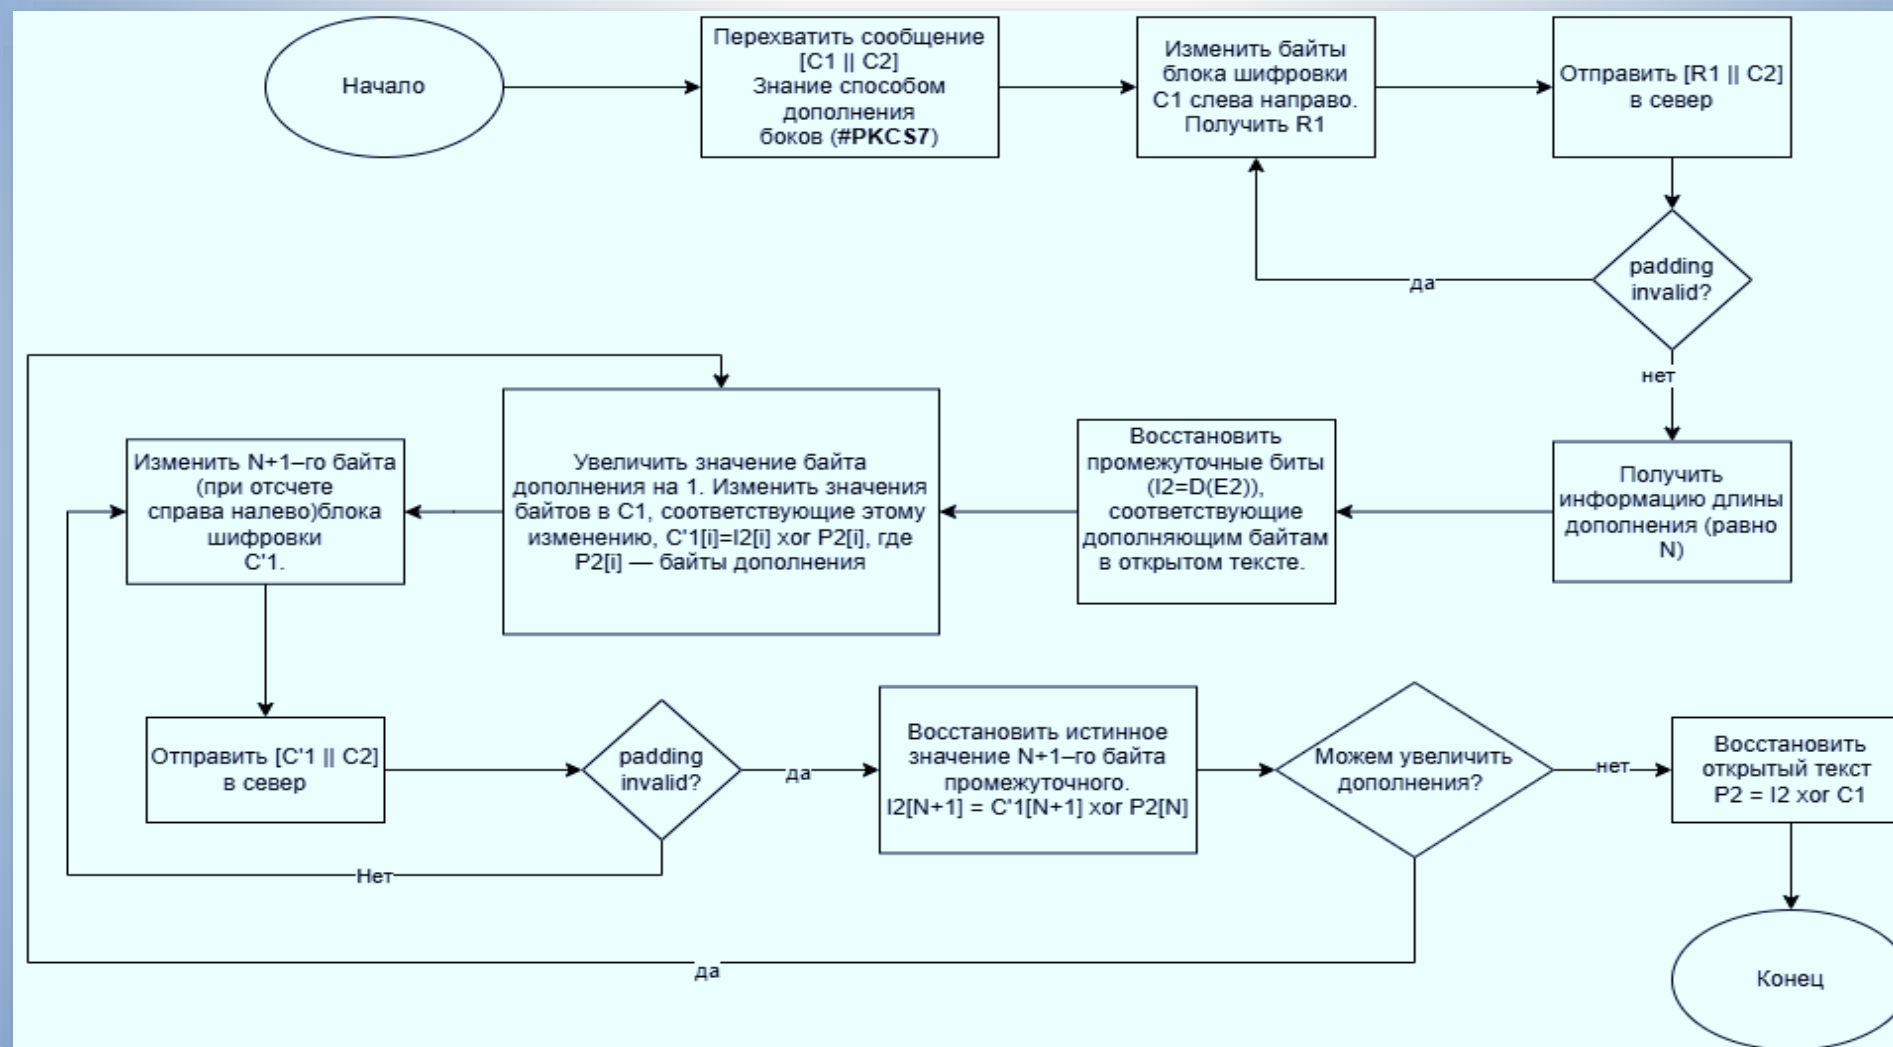 Начало
Перехватить сообщение
[C1 || C2]
Знание способом
дополнения
боков (#PKCS7)
Изменить байты
блока шифровки
C1 слева направо.
Получить R1
Отправить [R1 || C2]
в север
padding
invalid?
да
нет
Получить
информацию длины
дополнения (равно
N)
Восстановить
промежуточные биты
(I2=D(E2)),
соответствующие
дополняющим байтам
в открытом тексте.
Увеличить значение байта
дополнения на 1. Изменить значения
байтов в C1, соответствующие этому
изменению, C'1[i]=I2[i] xor P2[i], где
P2[i] — байты дополнения
Изменить N+1–го байта
(при отсчете
справа налево)блока
шифровки
C'1.
Отправить [C'1 || C2]
в север
padding
invalid?
да
Нет
Восстановить истинное
значение N+1–го байта
промежуточного.
I2[N+1] = C'1[N+1] xor P2[N]
Можем увеличить
дополнения?
нет
да
Восстановить
открытый текст
P2 = I2 xor C1
Конец